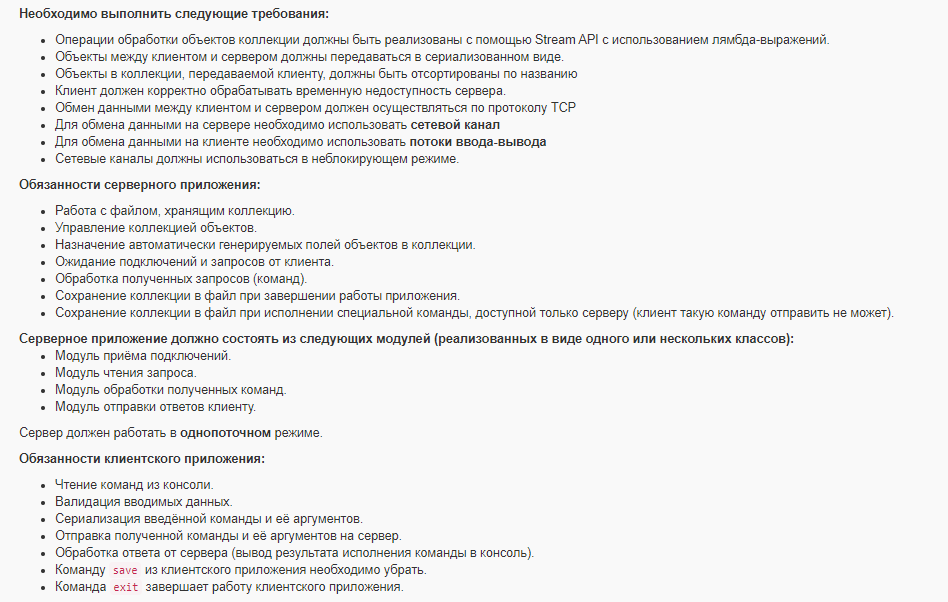 Необходимо выполнить следующие требования:
Операции обработки объектов коллекции должны быть реализованы с помощью Stream API с использованием лямбда-выражений.
Объекты между клиентом и сервером должны передаваться в сериализованном виде.
Объекты в коллекции, передаваемой клиенту, должны быть отсортированы по названию
Клиент должен корректно обрабатывать временную недоступность сервера.
Обмен данными между клиентом и сервером должен осуществляться по протоколу TCP
Для обмена данными на сервере необходимо использовать сетевой канал
Для обмена данными на клиенте необходимо использовать потоки ввода-вывода
Сетевые каналы должны использоваться в неблокирующем режиме.
Обязанности серверного приложения:
Работа с файлом, хранящим коллекцию.
Управление коллекцией объектов.
Назначение автоматически генерируемых полей объектов в коллекции.
Ожидание подключений и запросов от клиента.
Обработка полученных запросов (команд).
Сохранение коллекции в файл при завершении работы приложения.
Сохранение коллекции в файл при исполнении специальной команды, доступной только серверу (клиент такую команду отправить не может).
Серверное приложение должно состоять из следующих модулей (реализованных в виде одного или нескольких классов):
Модуль приёма подключений.
Модуль чтения запроса.
Модуль обработки полученных команд.
Модуль отправки ответов клиенту.
Сервер должен работать в однопоточном режиме.
Обязанности клиентского приложения:
Чтение команд из консоли.
Валидация вводимых данных.
Сериализация введённой команды и её аргументов.
Отправка полученной команды и её аргументов на сервер.
Обработка ответа от сервера (вывод результата исполнения команды в консоль).
Команду save из клиентского приложения необходимо убрать.
Команда exit завершает работу клиентского приложения.